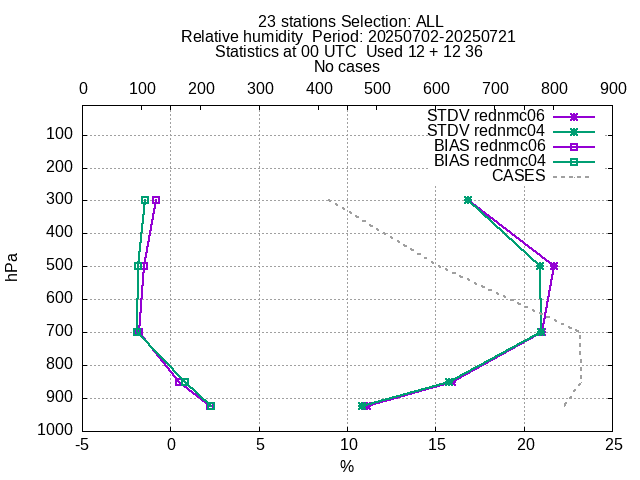 23 stations Selection: ALL
Relative humidity  Period: 20250702-20250721
Statistics at 00 UTC  Used 12 + 12 36
No cases
0 100 200 300 400 500 600 700 800 900
STDV rednmc06
STDV rednmc04
BIAS rednmc06
BIAS rednmc04
CASES
hPa
100
200
300
400
500
600
700
800
900
1000
-5 0 5 10 15 20 25
%